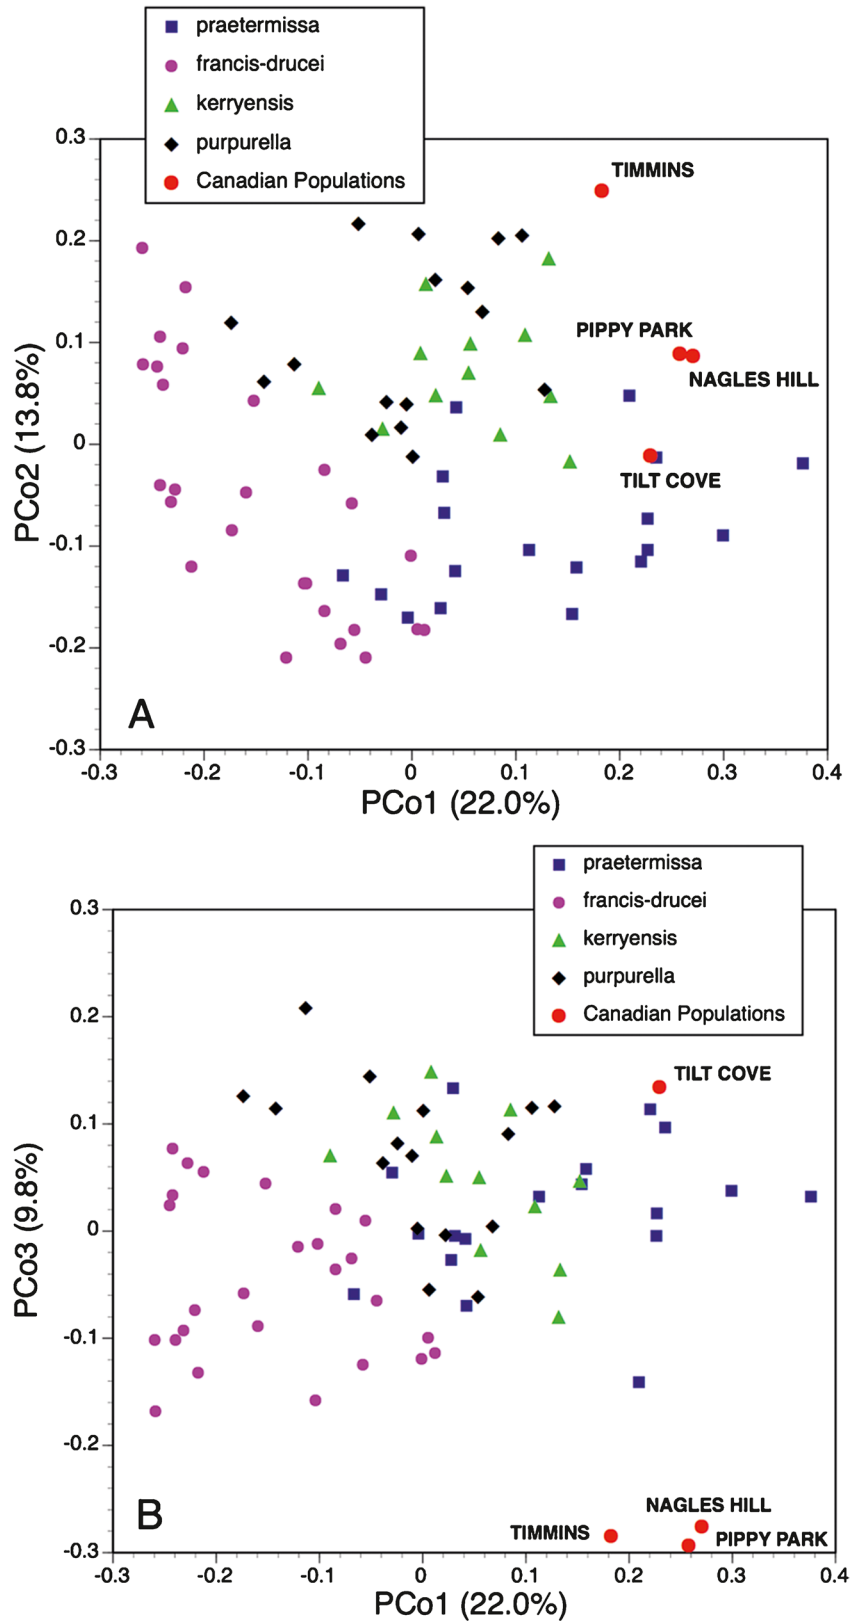 praetermissa
francis-drucei
kerryensis
purpurella
Canadian Populations
0.3
0.2
0.1
0
-0.1
-0.2
-0.3
PCo2 (13.8%)
TIMMINS
PIPPY PARK
NAGLES HILL
TILT COVE
A
-0.3 -0.2 -0.1 0 0.1 0.2 0.3 0.4
PCo1 (22.0%)
praetermissa
francis-drucei
kerryensis
purpurella
Canadian Populations
0.3
0.2
0.1
0
-0.1
-0.2
-0.3
PCo3 (9.8%)
TILT COVE
NAGLES HILL
TIMMINS
PIPPY PARK
B
-0.3 -0.2 -0.1 0 0.1 0.2 0.3 0.4
PCo1 (22.0%)